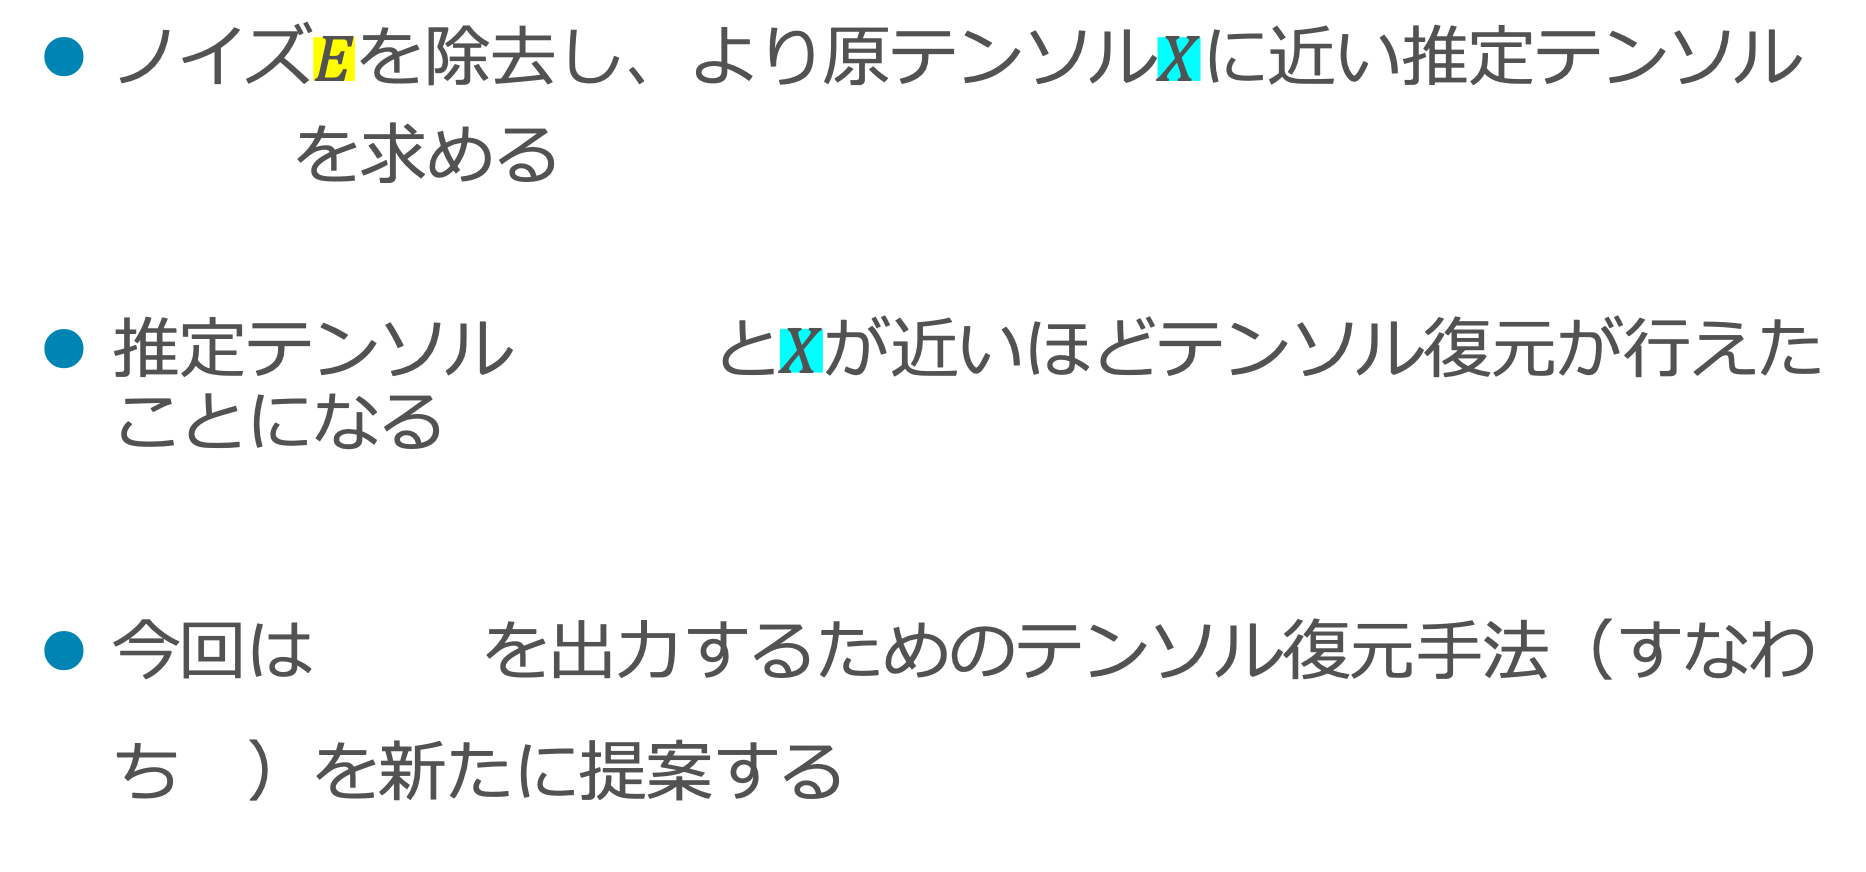 ● ノイズEを除去し、より原テンソルXに近い推定テンソル
を求める
● 推定テンソル とXが近いほどテンソル復元が行えた
ことになる
● 今回は を出力するためのテンソル復元手法（すなわ
ち ）を新たに提案する